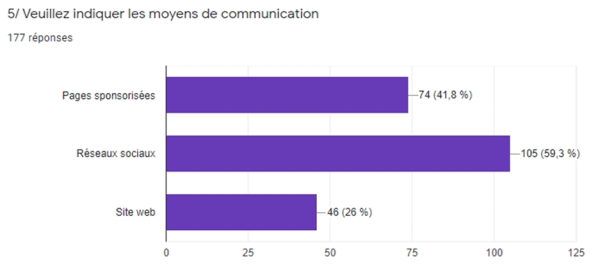 5/ Veuillez indiquer les moyens de communication
177 réponses
Pages sponsorisées
74 (41,8 %)
Réseaux sociaux
105 (59,3 %)
Site web
46 (26 %)
0 25 50 75 100 125